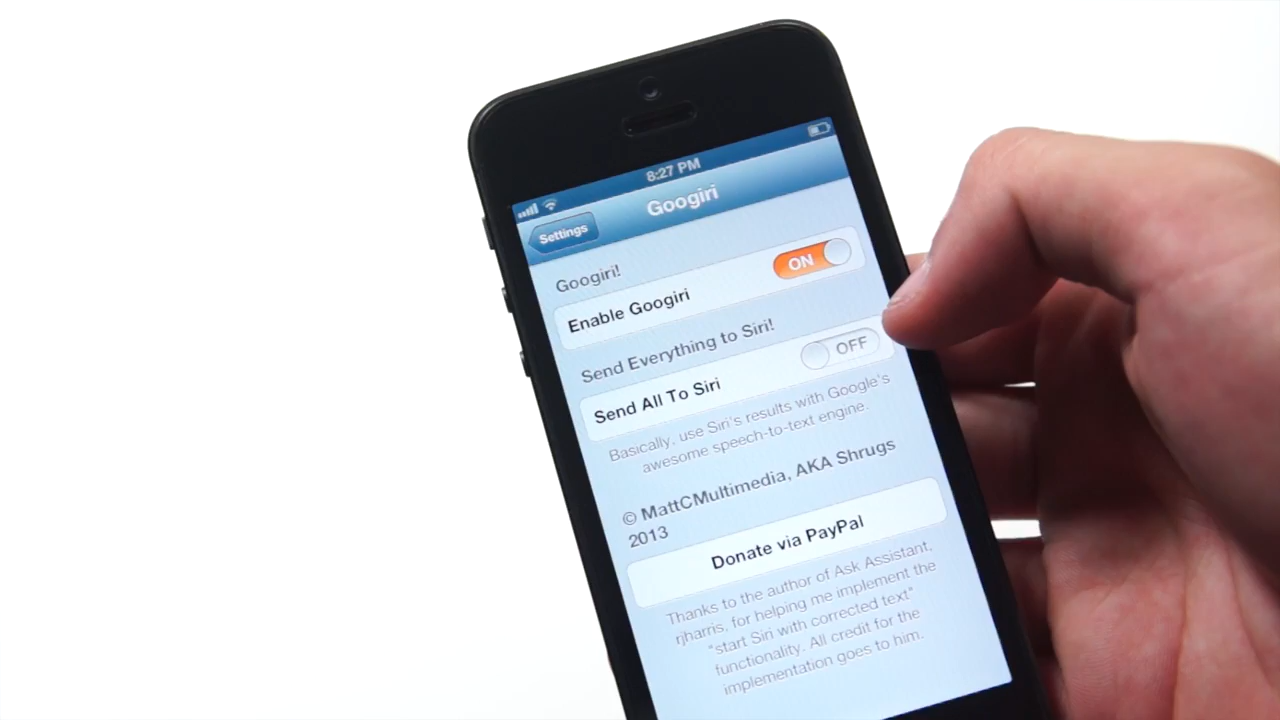 8:27 PM
Settings
Googiri
Googiri!
Enable Googiri
ON
Send Everything to Siri!
Send All To Siri
OFF
Basically, use Siri's results with Google's
awesome speech-to-text engine.
© MattCMultimedia, AKA Shrugs
2013
Donate via PayPal
Thanks to the author of Ask Assistant,
rjharris, for helping me implement the
"start Siri with corrected text"
functionality. All credit for the
implementation goes to him.